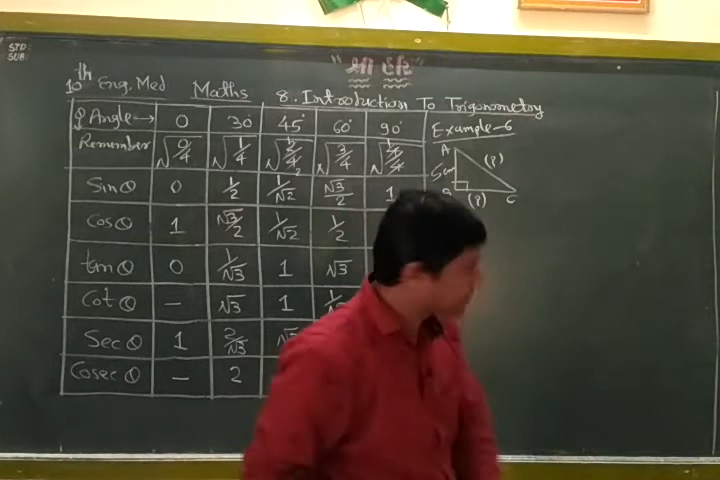 STD:
SUB:
" श्री હરિ "
10th Eng. Med Maths 8. Introduction To Trigonometry
Angle → 0 30° 45° 60° 90°
Remember √0/4 √1/4 √2/4 2 √3/4 √4/4
Sin θ 0 1/2 1/√2 √3/2 1
Cos θ 1 √3/2 1/√2 1/2
tan θ 0 1/√3 1 √3
Cot θ — √3 1
Sec θ 1 2/√3
Cosec θ — 2
Example-6
A
5cm (?)
B (?) C